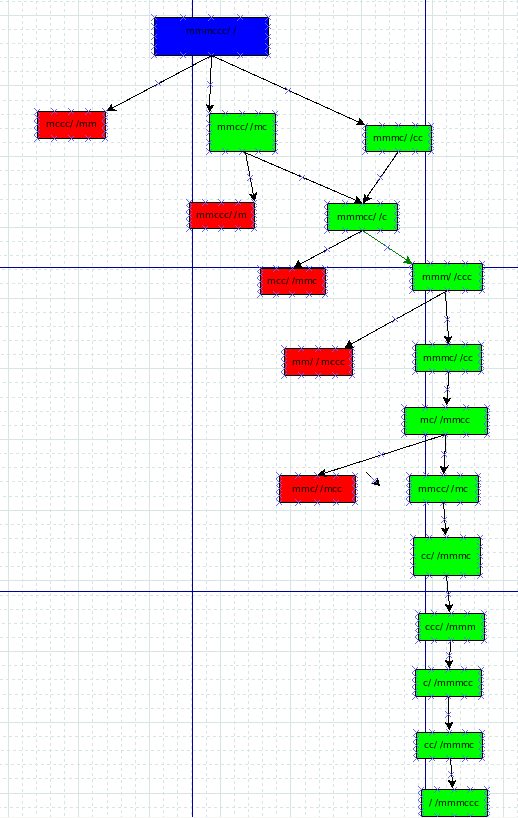 mmmccc/ /
mccc/ /mm
mmcc//mc
mmmc/ /cc
mmccc//m
mmmcc/ /c
mcc/ /mmc
mmm/ /ccc
mm/ /mccc
mmmc/ /cc
mc/ /mmcc
mmc//mcc
mmcc//mc
cc/ /mmmc
ccc/ /mmm
c/ /mmmcc
cc/ /mmmc
/ /mmmccc